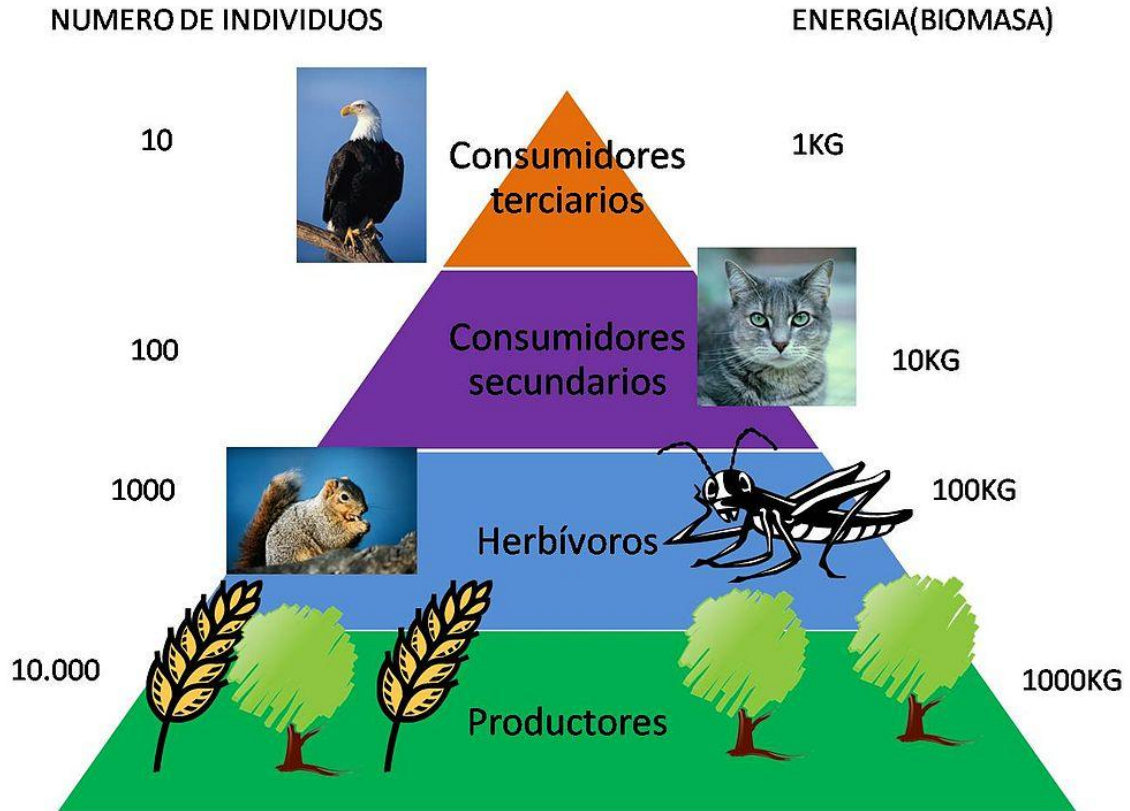 NUMERO DE INDIVIDUOS
ENERGIA(BIOMASA)
10
Consumidores
terciarios
1KG
100
Consumidores
secundarios
10KG
1000
Herbívoros
100KG
10.000
Productores
1000KG